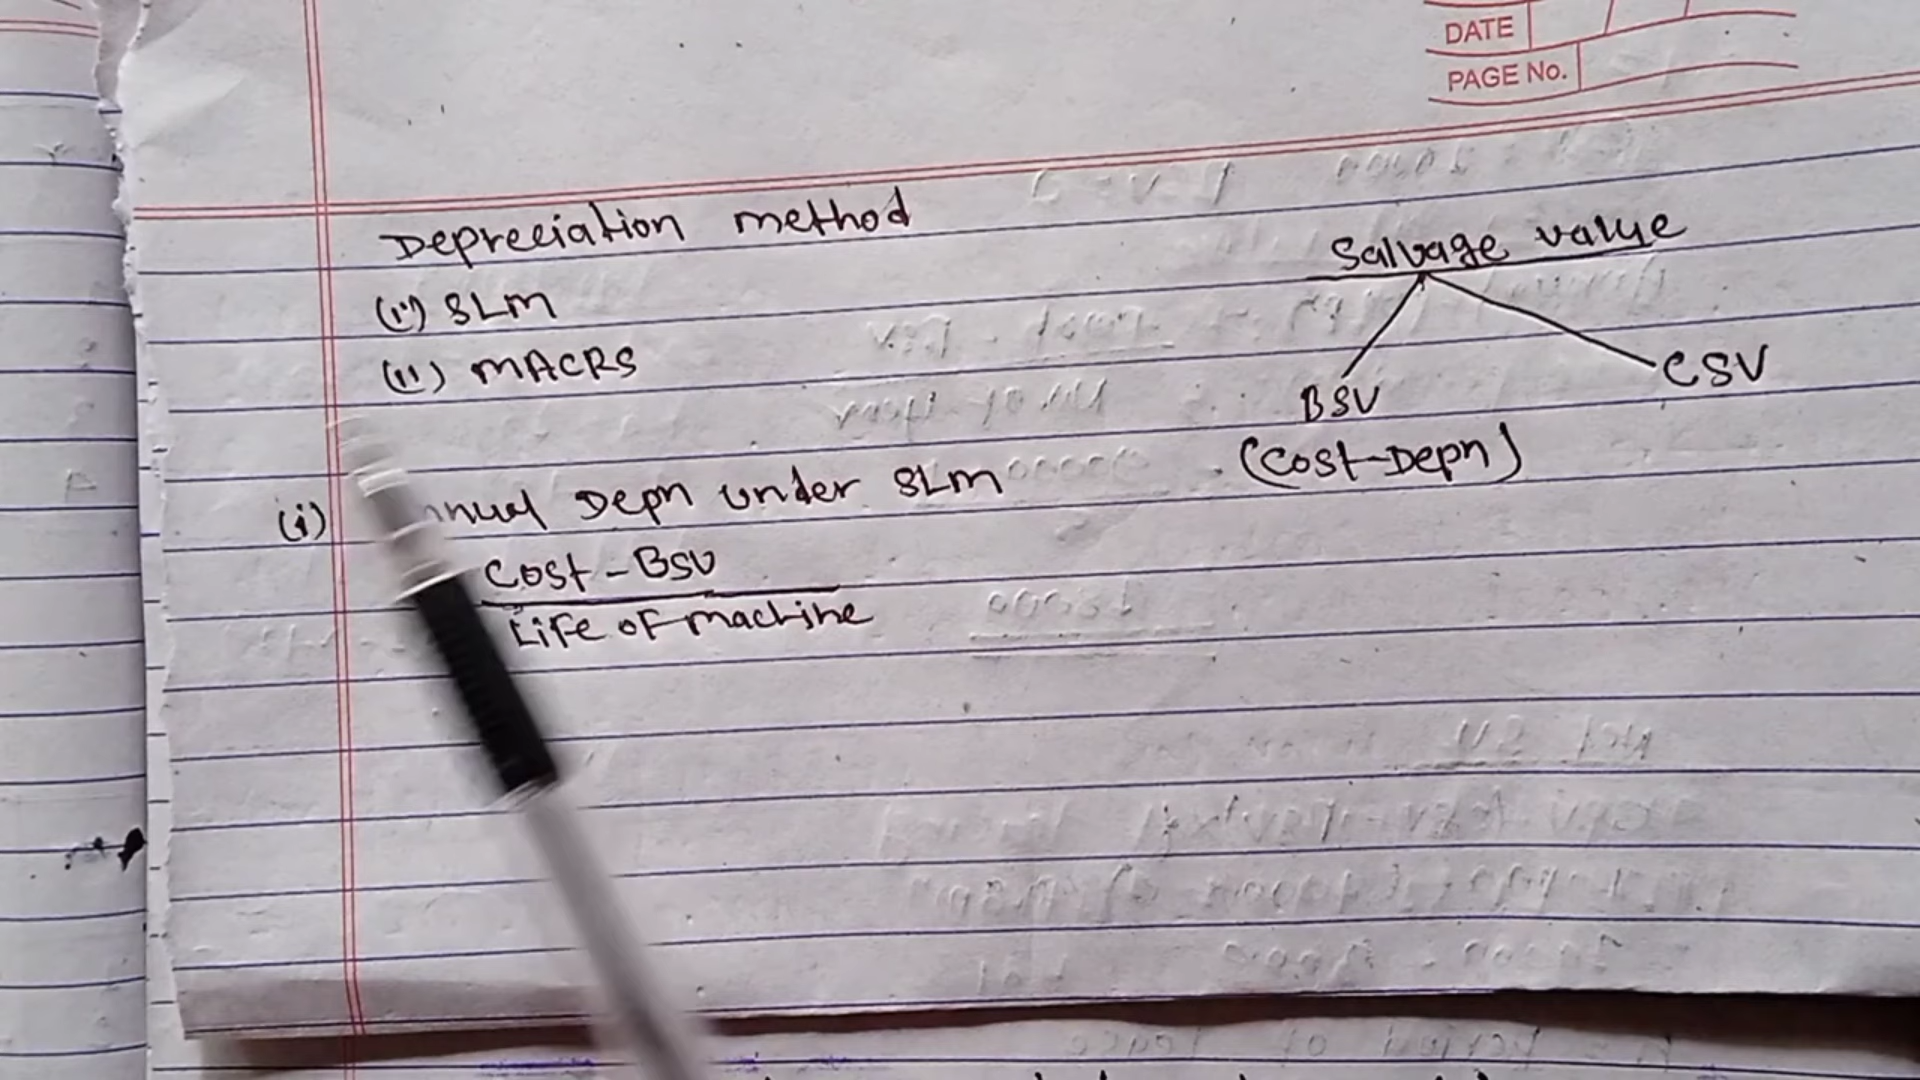 DATE
PAGE No.
Depreciation method
(i) SLM
(ii) MACRS
Salvage value
BSV
CSV
(Cost-Depn)
(i) nnual Depn under SLM
Cost-BSV
Life of machine